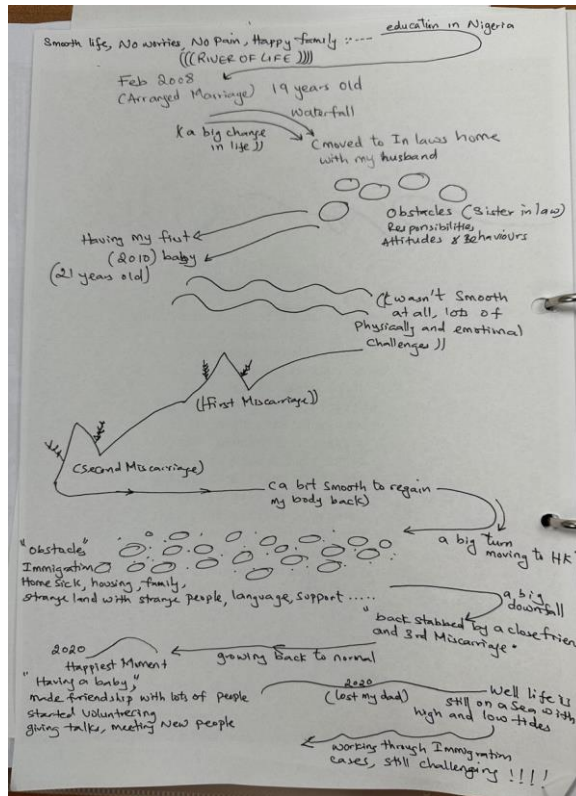 education in Nigeria
Smooth life, No worries, No Pain, Happy family :----
(((RIVER OF LIFE))))
Feb 2008
(Arranged Marriage) 19 years old
waterfall
(a big change
in life))
(moved to In laws home
with my husband
Obstacles (Sister in law)
Responsibilities
Attitudes & Behaviours
Having my first
(2010) baby
(21 years old)
(t wasn't smooth
at all, lots of
Physically and emotional
challenges))
((first Miscarriage))
(second Miscarriage)
(a bit smooth to regain
my body back)
a big turn
moving to HK
"Obstacles"
Immigration
Home sick, housing, family,
strange land with strange people, language, support .....
a big
downfall
"back stabbed by a close friend
and 3rd Miscarriage"
growing back to normal
2020
Happiest Moment
"Having a baby,"
made friendship with lots of people
started volunteering
giving talks, meeting New people
2020
(lost my dad)
Well life is
still on a Sea with
high and low tides
working through Immigration
cases, still challenging !!!!